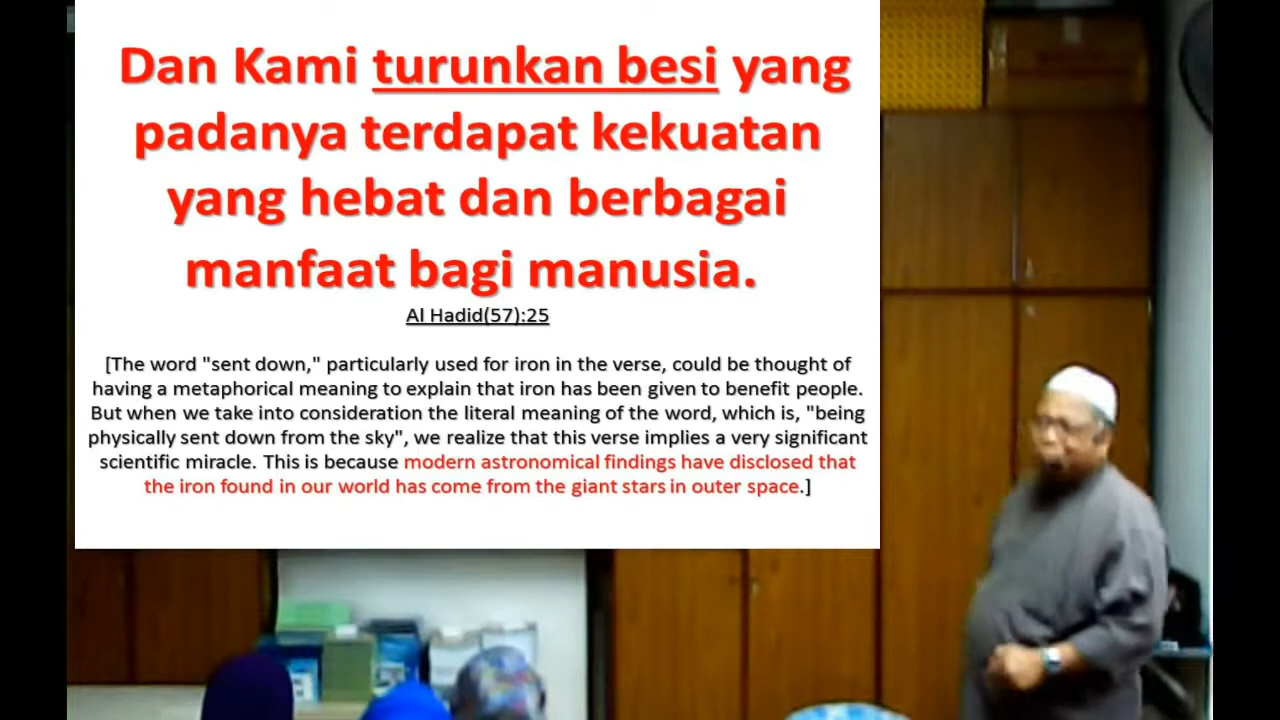 Dan Kami turunkan besi yang
padanya terdapat kekuatan
yang hebat dan berbagai
manfaat bagi manusia.
Al Hadid(57):25
[The word "sent down," particularly used for iron in the verse, could be thought of
having a metaphorical meaning to explain that iron has been given to benefit people.
But when we take into consideration the literal meaning of the word, which is, "being
physically sent down from the sky", we realize that this verse implies a very significant
scientific miracle. This is because modern astronomical findings have disclosed that
the iron found in our world has come from the giant stars in outer space.]